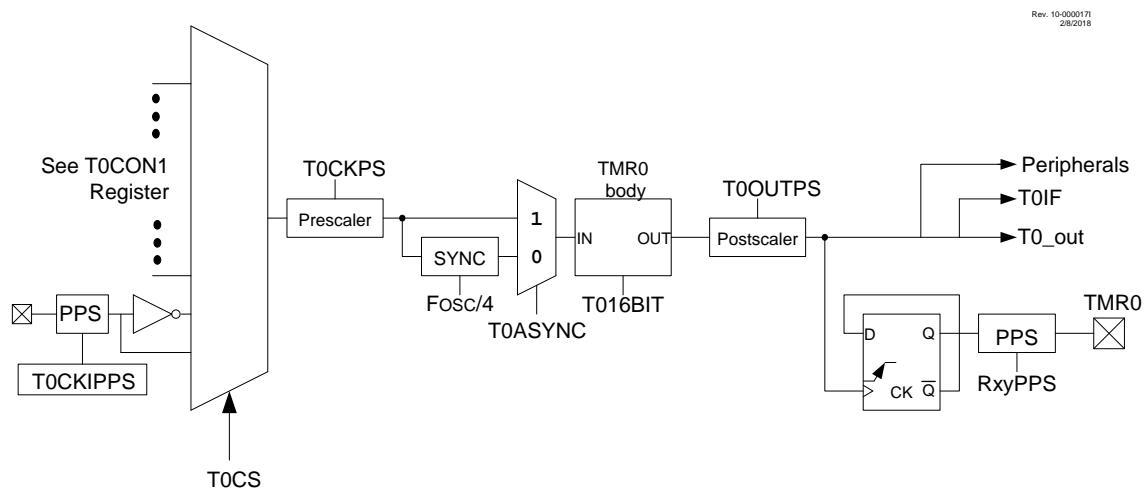 Rev. 10-000017I
2/8/2018
See T0CON1
Register
PPS
T0CKIPPS
T0CS
T0CKPS
Prescaler
SYNC
FOSC/4
1
0
T0ASYNC
TMR0
body
IN
OUT
T016BIT
T0OUTPS
Postscaler
Peripherals
T0IF
T0_out
D
Q
CK
Q̅
PPS
RxyPPS
TMR0